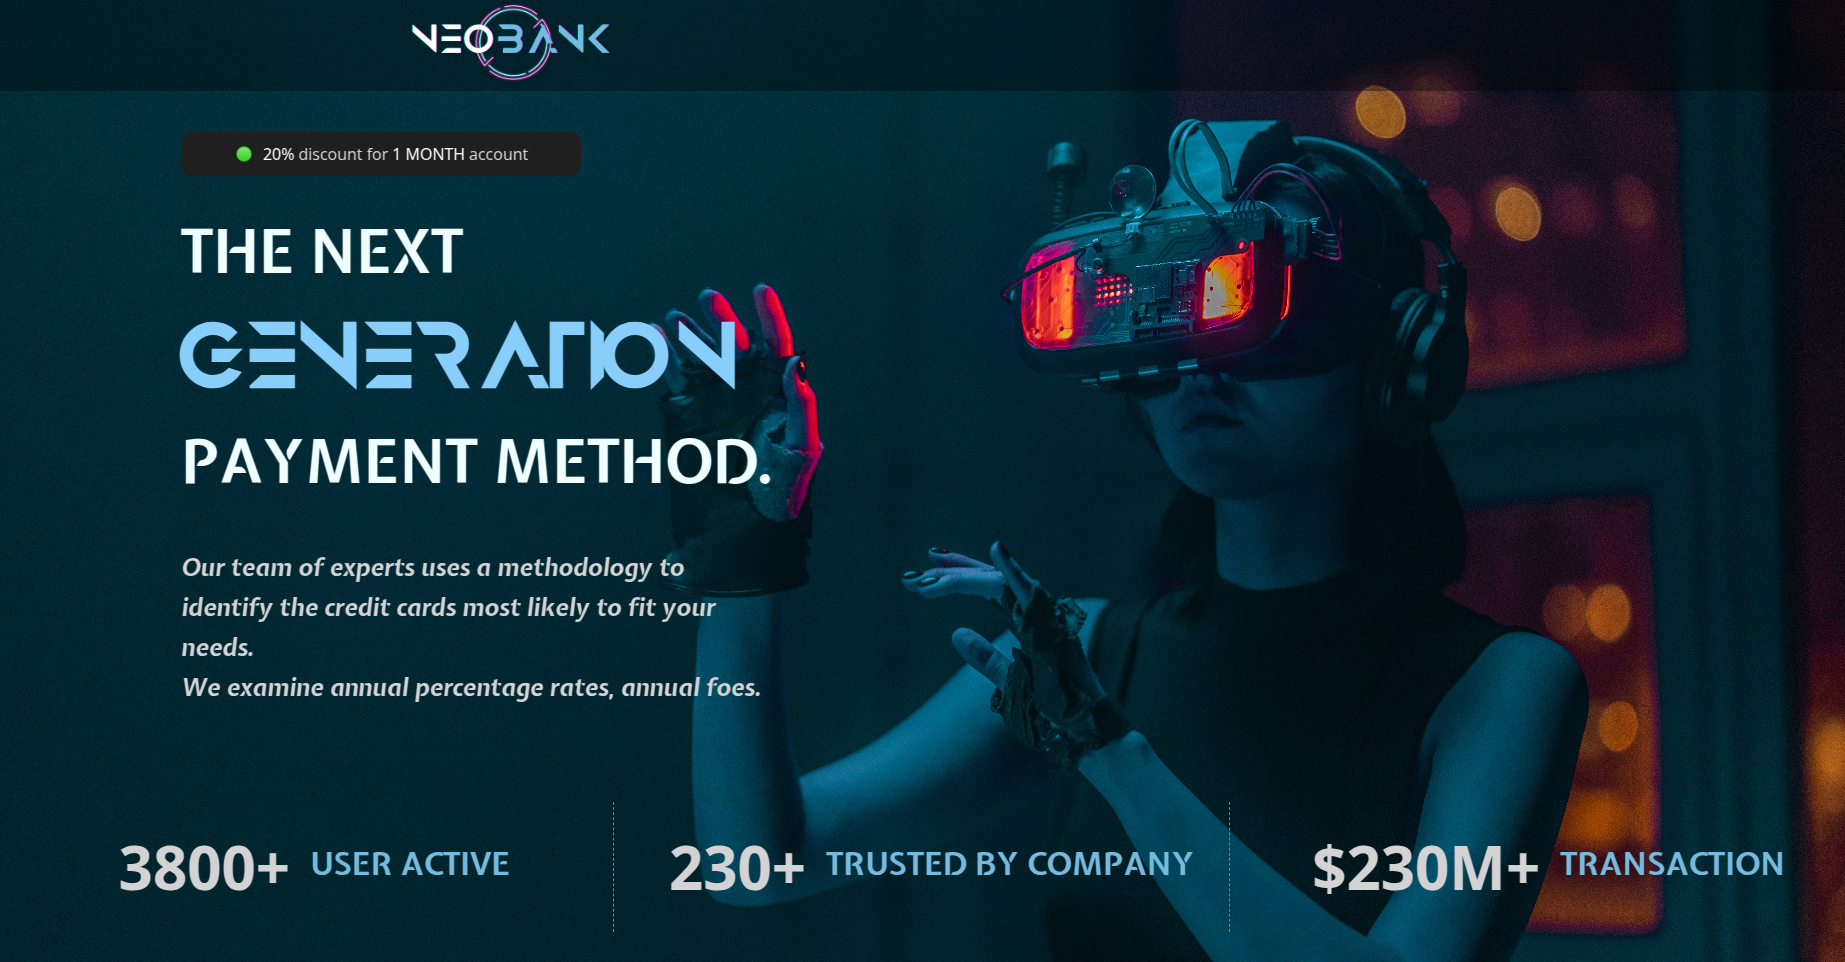 NEOBANK
20% discount for 1 MONTH account
THE NEXT
GENERATION
PAYMENT METHOD.
Our team of experts uses a methodology to
identify the credit cards most likely to fit your
needs.
We examine annual percentage rates, annual foes.
3800+ USER ACTIVE
230+ TRUSTED BY COMPANY
$230M+ TRANSACTION